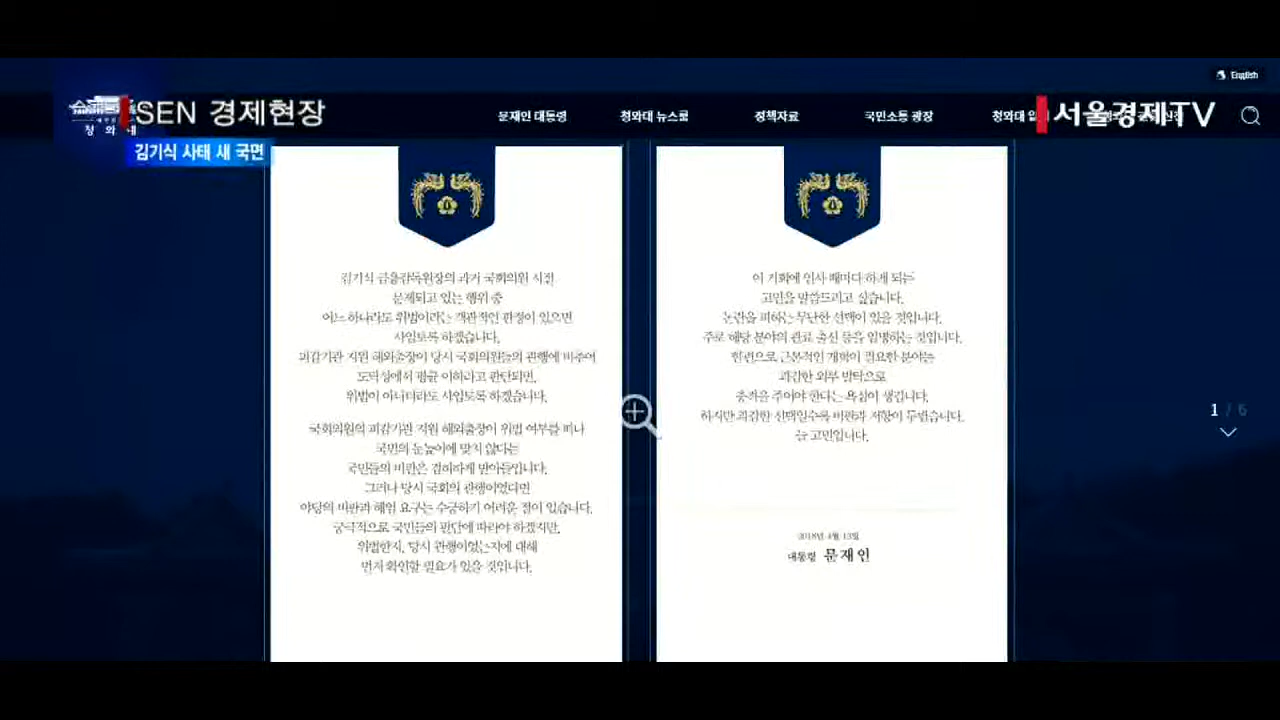 English
SEN 경제현장
청와대
문재인 대통령
청와대 뉴스룸
정책자료
국민소통 광장
청와대
서울경제TV
김기식 사태 새 국면
김기식 금융감독원장의 과거 국회의원 시절
문제되고 있는 행위 중
어느 하나라도 위법이라는 객관적인 판정이 있으면
사임토록 하겠습니다.
피감기관 지원 해외출장이 당시 국회의원들의 관행에 비추어
도덕성에서 평균 이하라고 판단되면,
위법이 아니더라도 사임토록 하겠습니다.
국회의원의 피감기관 지원 해외출장이 위법 여부를 떠나
국민의 눈높이에 맞지 않다는
국민들의 비판은 겸허하게 받아들입니다.
그러나 당시 국회의 관행이었다면
야당의 비판과 해임 요구는 수긍하기 어려운 점이 있습니다.
궁극적으로 국민들의 판단에 따라야 하겠지만,
위법한지, 당시 관행이었는지에 대해
먼저 확인할 필요가 있을 것입니다.
이 기회에 인사 때마다 하게 되는
고민을 말씀드리고 싶습니다.
논란을 피하는 무난한 선택이 있을 것입니다.
주로 해당 분야의 관료 출신 등을 임명하는 것입니다.
한편으로 근본적인 개혁이 필요한 분야는
과감한 외부 발탁으로
충격을 주어야 한다는 욕심이 생깁니다.
하지만 과감한 선택일수록 비판과 저항이 두렵습니다.
늘 고민입니다.
2018년 4월 13일
대통령 문재인
1 / 6